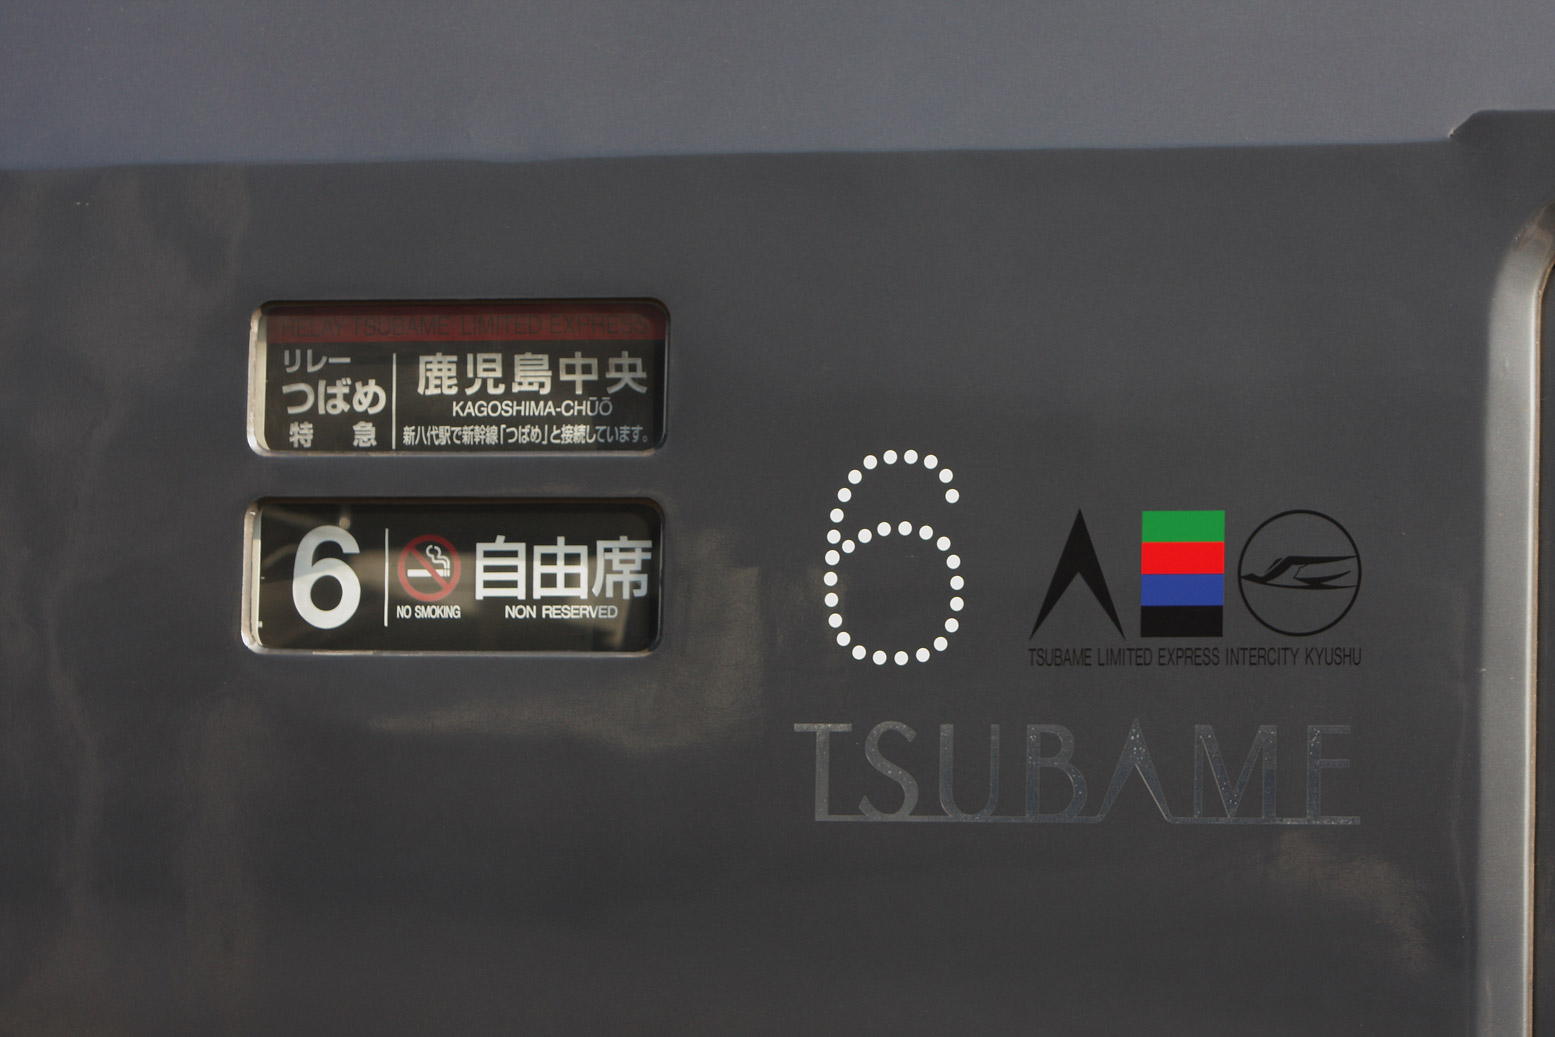 RELAY TSUBAME LIMITED EXPRESS
リレー
つばめ
特急
鹿児島中央
KAGOSHIMA-CHŪŌ
新八代駅で新幹線「つばめ」と接続しています。
6
NO SMOKING
自由席
NON RESERVED
6
TSUBAME LIMITED EXPRESS INTERCITY KYUSHU
TSUBAME